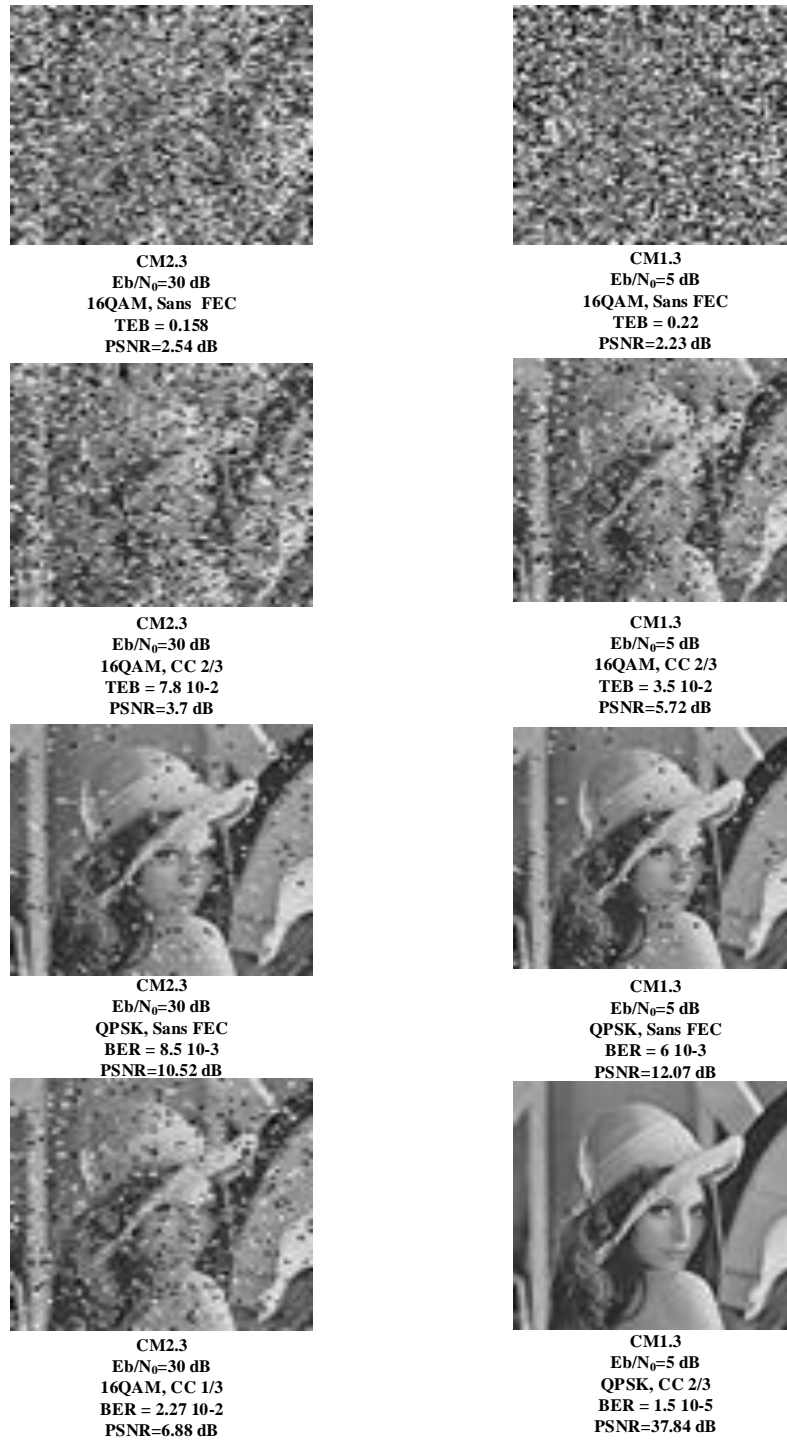 CM2.3
Eb/N₀=30 dB
16QAM, Sans FEC
TEB = 0.158
PSNR=2.54 dB
CM1.3
Eb/N₀=5 dB
16QAM, Sans FEC
TEB = 0.22
PSNR=2.23 dB
CM2.3
Eb/N₀=30 dB
16QAM, CC 2/3
TEB = 7.8 10-2
PSNR=3.7 dB
CM1.3
Eb/N₀=5 dB
16QAM, CC 2/3
TEB = 3.5 10-2
PSNR=5.72 dB
CM2.3
Eb/N₀=30 dB
QPSK, Sans FEC
BER = 8.5 10-3
PSNR=10.52 dB
CM1.3
Eb/N₀=5 dB
QPSK, Sans FEC
BER = 6 10-3
PSNR=12.07 dB
CM2.3
Eb/N₀=30 dB
16QAM, CC 1/3
BER = 2.27 10-2
PSNR=6.88 dB
CM1.3
Eb/N₀=5 dB
QPSK, CC 2/3
BER = 1.5 10-5
PSNR=37.84 dB